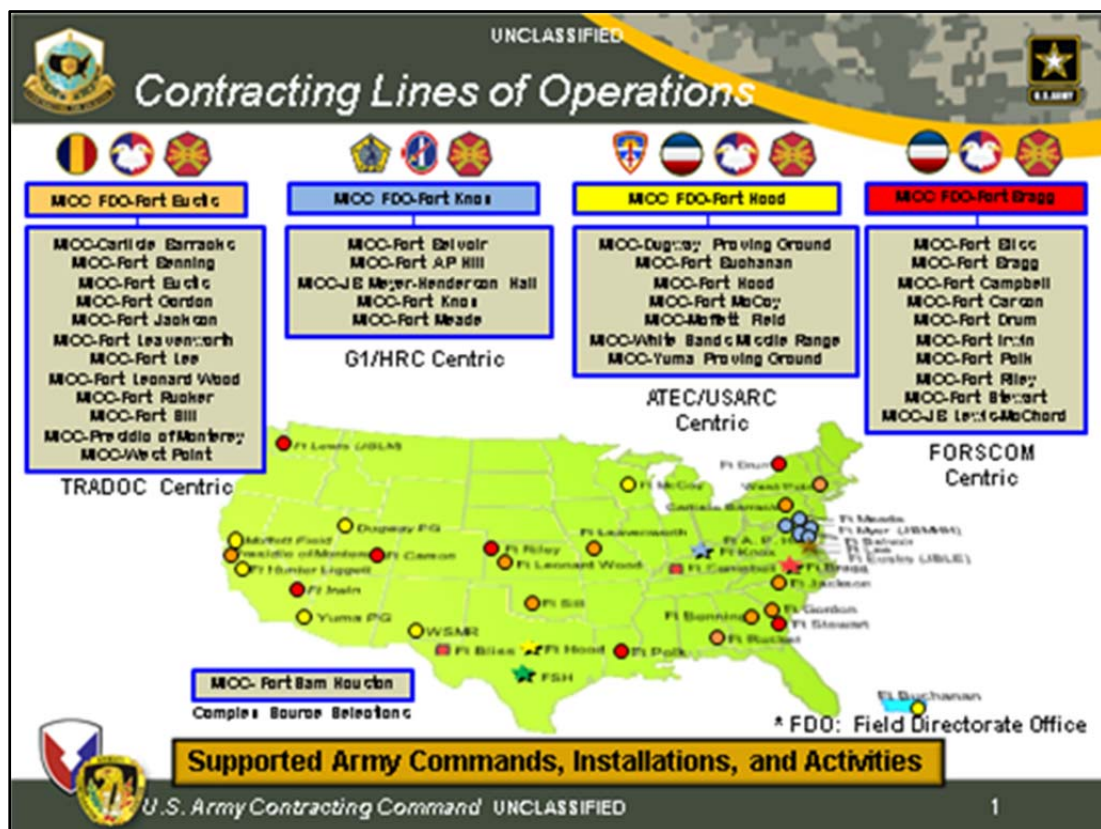 UNCLASSIFIED
Contracting Lines of Operations
U.S. ARMY
MICC FDO-Fort Eustis
MICC-Carlisle Barracks
MICC-Fort Benning
MICC-Fort Eustis
MICC-Fort Gordon
MICC-Fort Jackson
MICC-Fort Leavenworth
MICC-Fort Lee
MICC-Fort Leonard Wood
MICC-Fort Rucker
MICC-Fort Sill
MICC-Presidio of Monterey
MICC-West Point
TRADOC Centric
MICC FDO-Fort Knox
MICC-Fort Belvoir
MICC-Fort A.P Hill
MICC-JB Meyer-Henderson Hall
MICC-Fort Knox
MICC-Fort Meade
G1/HRC Centric
MICC FDO-Fort Hood
MICC-Dugway Proving Ground
MICC-Fort Buchanan
MICC-Fort Hood
MICC-Fort McCoy
MICC-Moffett Field
MICC-White Sands Missile Range
MICC-Yuma Proving Ground
ATEC/USARC
Centric
MICC FDO-Fort Bragg
MICC-Fort Bliss
MICC-Fort Bragg
MICC-Fort Campbell
MICC-Fort Carson
MICC-Fort Drum
MICC-Fort Irwin
MICC-Fort Polk
MICC-Fort Riley
MICC-Fort Stewart
MICC-JB Lewis-McChord
FORSCOM
Centric
Ft Lewis (JBLM)
Ft Drum
Ft McCoy
West Point
Carlisle Barracks
Ft Meade
Ft Myer (JBMHH)
Ft Belvoir
Ft A. P. Hill
Ft Lee
Ft Eustis (JBLE)
Dugway PG
Moffett Field
Presidio of Monterey
Ft Hunter Liggett
Ft Carson
Ft Irwin
Yuma PG
WSMR
Ft Leavenworth
Ft Riley
Ft Leonard Wood
Ft Knox
Ft Campbell
Ft Bragg
Ft Jackson
Ft Sill
Ft Benning
Ft Gordon
Ft Stewart
Ft Rucker
Ft Bliss
Ft Hood
Ft Polk
FSH
Ft Buchanan
MICC- Fort Sam Houston
Complex Source Selections
* FDO: Field Directorate Office
Supported Army Commands, Installations, and Activities
U.S. Army Contracting Command UNCLASSIFIED
1